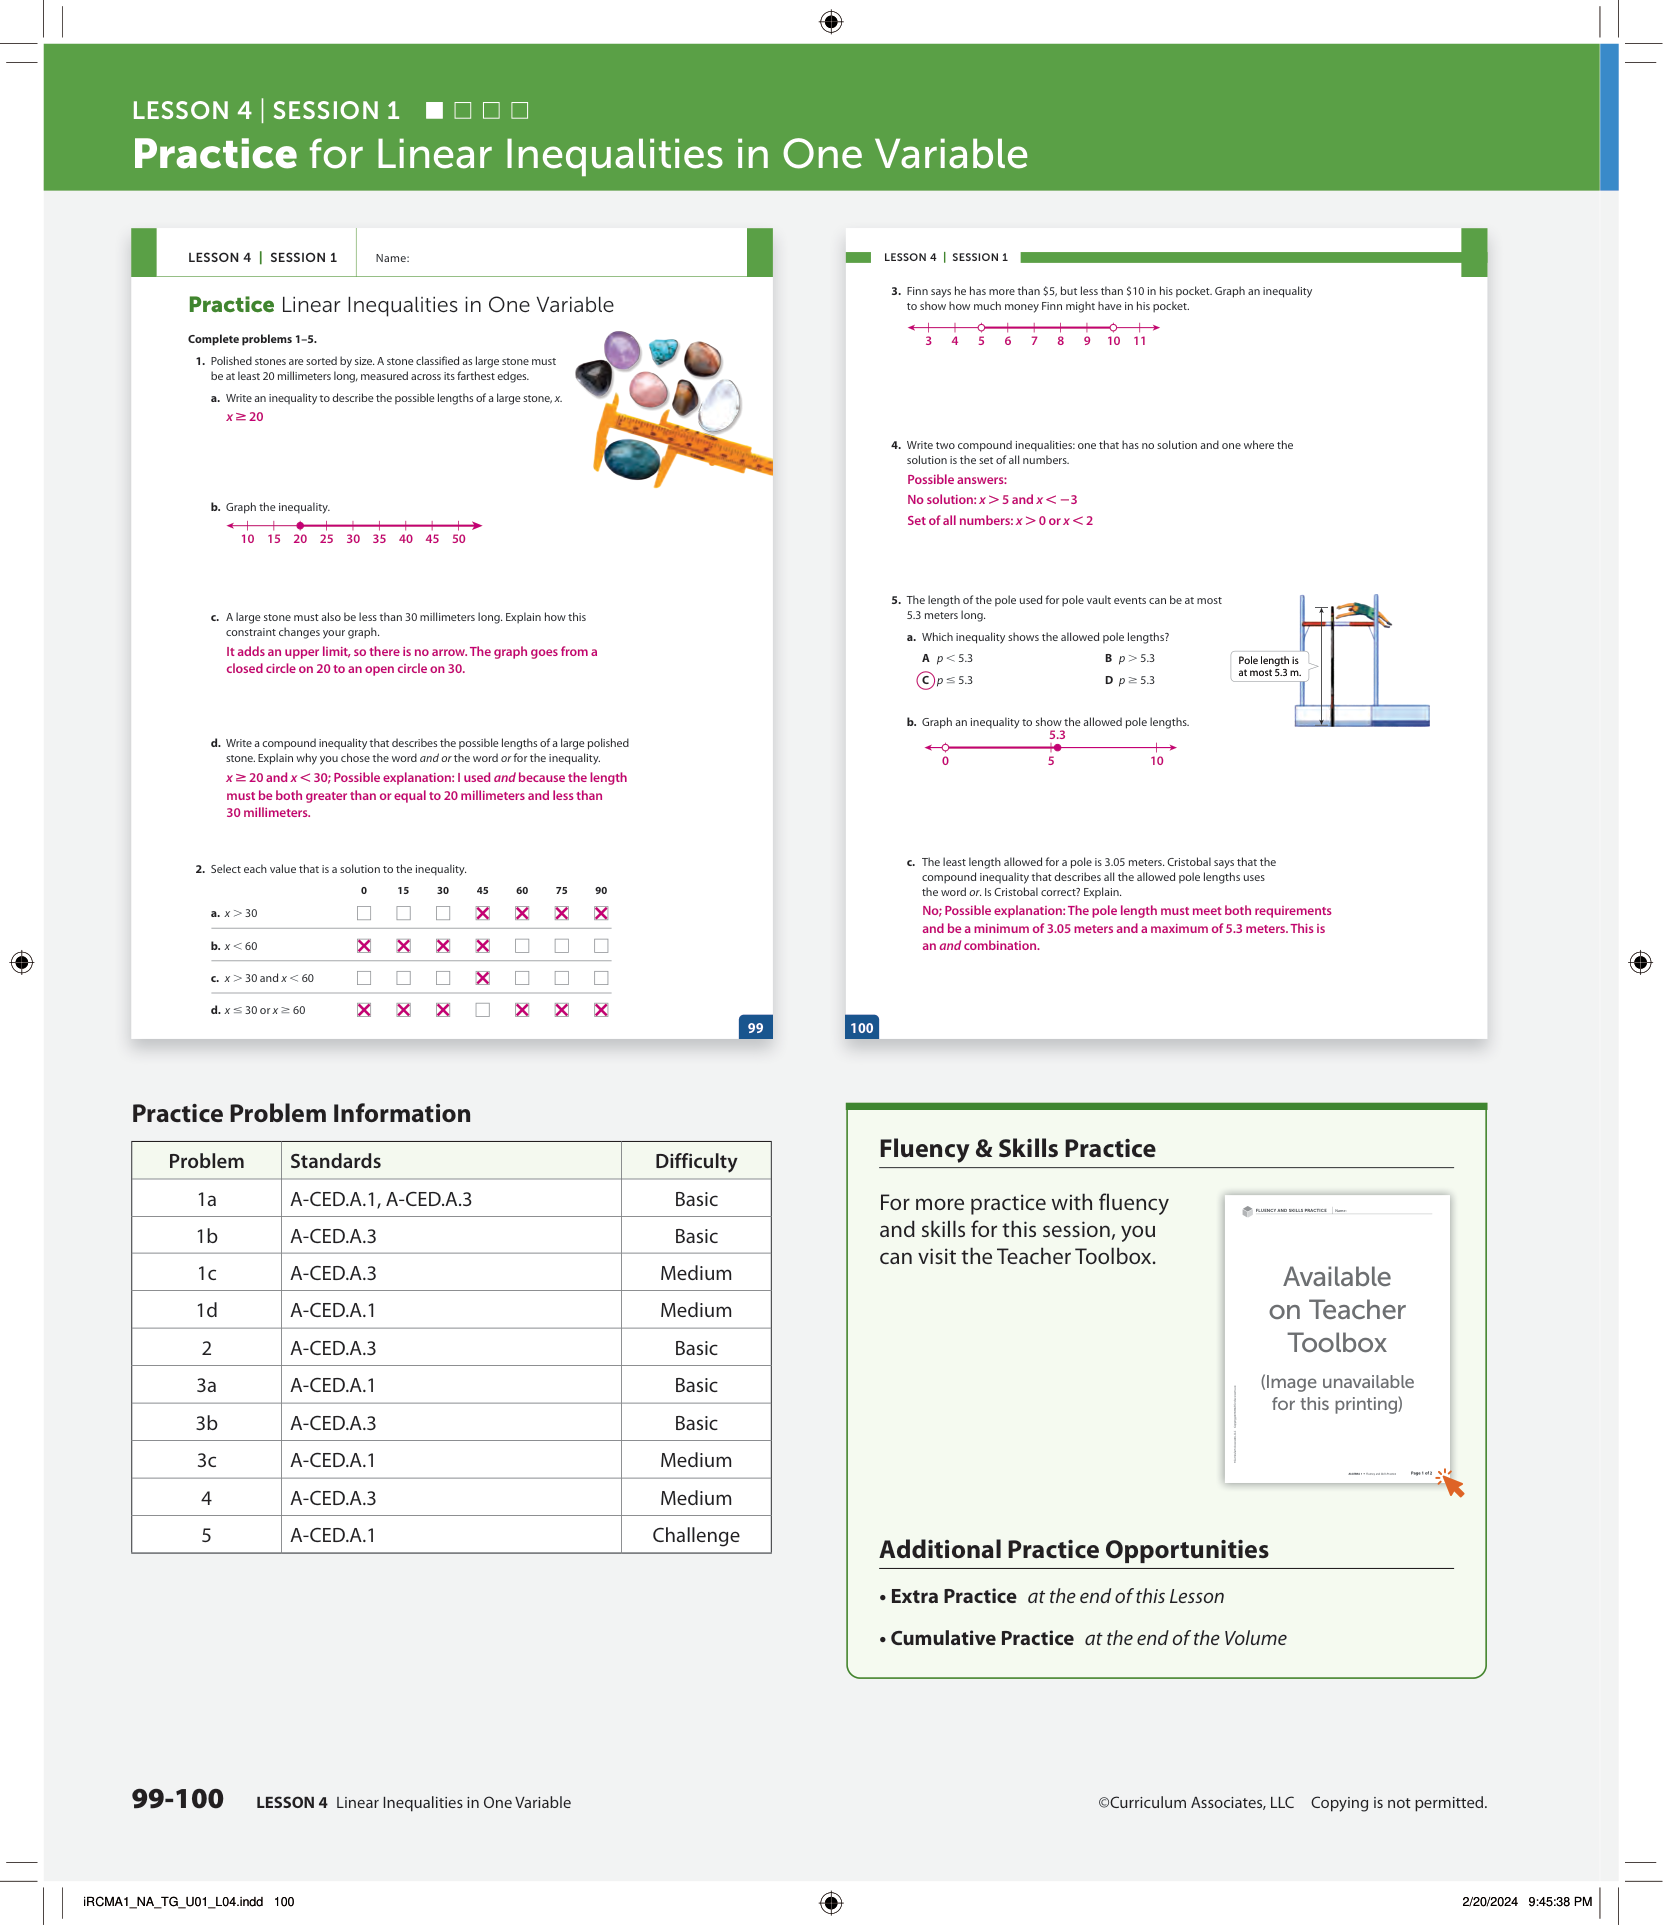 LESSON 4 | SESSION 1
Practice for Linear Inequalities in One Variable
LESSON 4 | SESSION 1
Name:
Practice Linear Inequalities in One Variable
Complete problems 1–5.
1. Polished stones are sorted by size. A stone classified as large stone must
be at least 20 millimeters long, measured across its farthest edges.
a. Write an inequality to describe the possible lengths of a large stone, x.
x ≥ 20
b. Graph the inequality.
10 15 20 25 30 35 40 45 50
c. A large stone must also be less than 30 millimeters long. Explain how this
constraint changes your graph.
It adds an upper limit, so there is no arrow. The graph goes from a
closed circle on 20 to an open circle on 30.
d. Write a compound inequality that describes the possible lengths of a large polished
stone. Explain why you chose the word and or the word or for the inequality.
x ≥ 20 and x < 30; Possible explanation: I used and because the length
must be both greater than or equal to 20 millimeters and less than
30 millimeters.
2. Select each value that is a solution to the inequality.
0 15 30 45 60 75 90
a. x > 30
b. x < 60
c. x > 30 and x < 60
d. x ≤ 30 or x ≥ 60
99
LESSON 4 | SESSION 1
3. Finn says he has more than $5, but less than $10 in his pocket. Graph an inequality
to show how much money Finn might have in his pocket.
3 4 5 6 7 8 9 10 11
4. Write two compound inequalities: one that has no solution and one where the
solution is the set of all numbers.
Possible answers:
No solution: x > 5 and x < −3
Set of all numbers: x > 0 or x < 2
5. The length of the pole used for pole vault events can be at most
5.3 meters long.
a. Which inequality shows the allowed pole lengths?
A p < 5.3 B p > 5.3
C p ≤ 5.3 D p ≥ 5.3
Pole length is
at most 5.3 m.
b. Graph an inequality to show the allowed pole lengths.
5.3
0 5 10
c. The least length allowed for a pole is 3.05 meters. Cristobal says that the
compound inequality that describes all the allowed pole lengths uses
the word or. Is Cristobal correct? Explain.
No; Possible explanation: The pole length must meet both requirements
and be a minimum of 3.05 meters and a maximum of 5.3 meters. This is
an and combination.
100
Practice Problem Information
Problem Standards Difficulty
1a A-CED.A.1, A-CED.A.3 Basic
1b A-CED.A.3 Basic
1c A-CED.A.3 Medium
1d A-CED.A.1 Medium
2 A-CED.A.3 Basic
3a A-CED.A.1 Basic
3b A-CED.A.3 Basic
3c A-CED.A.1 Medium
4 A-CED.A.3 Medium
5 A-CED.A.1 Challenge
Fluency & Skills Practice
For more practice with fluency
and skills for this session, you
can visit the Teacher Toolbox.
FLUENCY AND SKILLS PRACTICE | Name:
Available
on Teacher
Toolbox
(Image unavailable
for this printing)
Page 1 of 2
Additional Practice Opportunities
• Extra Practice at the end of this Lesson
• Cumulative Practice at the end of the Volume
99-100 LESSON 4 Linear Inequalities in One Variable
©Curriculum Associates, LLC Copying is not permitted.
iRCMA1_NA_TG_U01_L04.indd 100
2/20/2024 9:45:38 PM